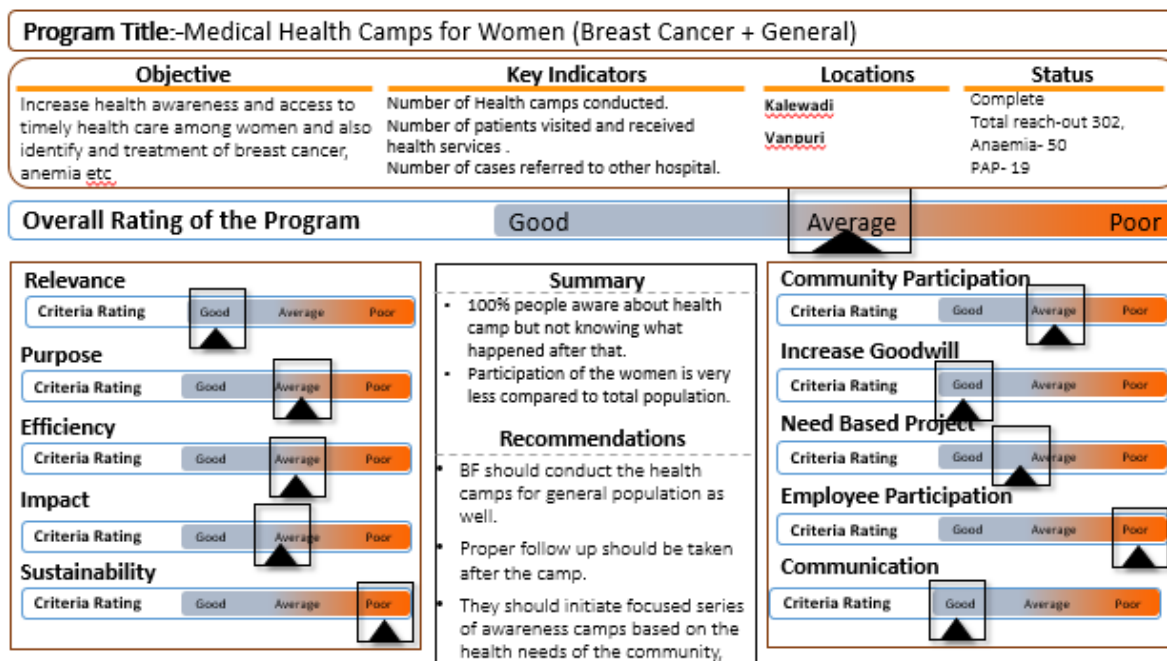 Program Title:-Medical Health Camps for Women (Breast Cancer + General)
Objective
Increase health awareness and access to
timely health care among women and also
identify and treatment of breast cancer,
anemia etc
Key Indicators
Number of Health camps conducted.
Number of patients visited and received
health services .
Number of cases referred to other hospital.
Locations
Kalewadi
Vanpuri
Status
Complete
Total reach-out 302,
Anaemia- 50
PAP- 19
Overall Rating of the Program
Good Average Poor
Relevance
Criteria Rating Good Average Poor
Purpose
Criteria Rating Good Average Poor
Efficiency
Criteria Rating Good Average Poor
Impact
Criteria Rating Good Average Poor
Sustainability
Criteria Rating Good Average Poor
Summary
• 100% people aware about health
camp but not knowing what
happened after that.
• Participation of the women is very
less compared to total population.
Recommendations
• BF should conduct the health
camps for general population as
well.
• Proper follow up should be taken
after the camp.
• They should initiate focused series
of awareness camps based on the
health needs of the community,
Community Participation
Criteria Rating Good Average Poor
Increase Goodwill
Criteria Rating Good Average Poor
Need Based Project
Criteria Rating Good Average Poor
Employee Participation
Criteria Rating Good Average Poor
Communication
Criteria Rating Good Average Poor